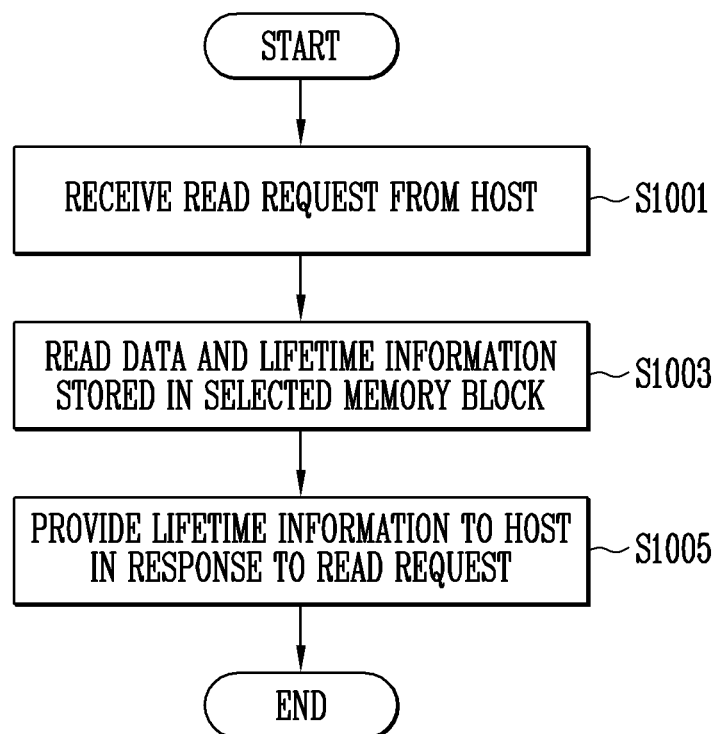 START
RECEIVE READ REQUEST FROM HOST
S1001
READ DATA AND LIFETIME INFORMATION
STORED IN SELECTED MEMORY BLOCK
S1003
PROVIDE LIFETIME INFORMATION TO HOST
IN RESPONSE TO READ REQUEST
S1005
END